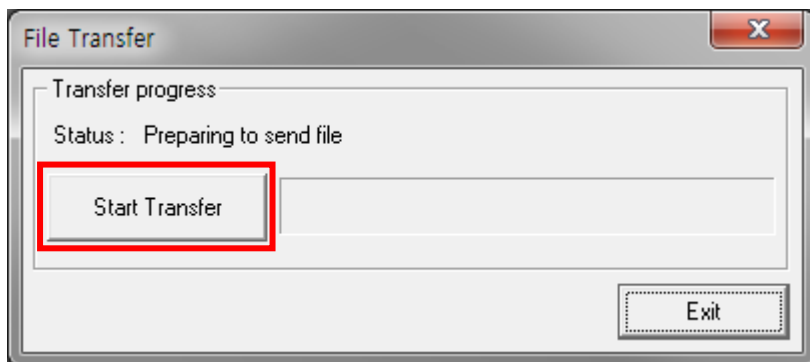 File Transfer
Transfer progress
Status : Preparing to send file
Start Transfer
Exit